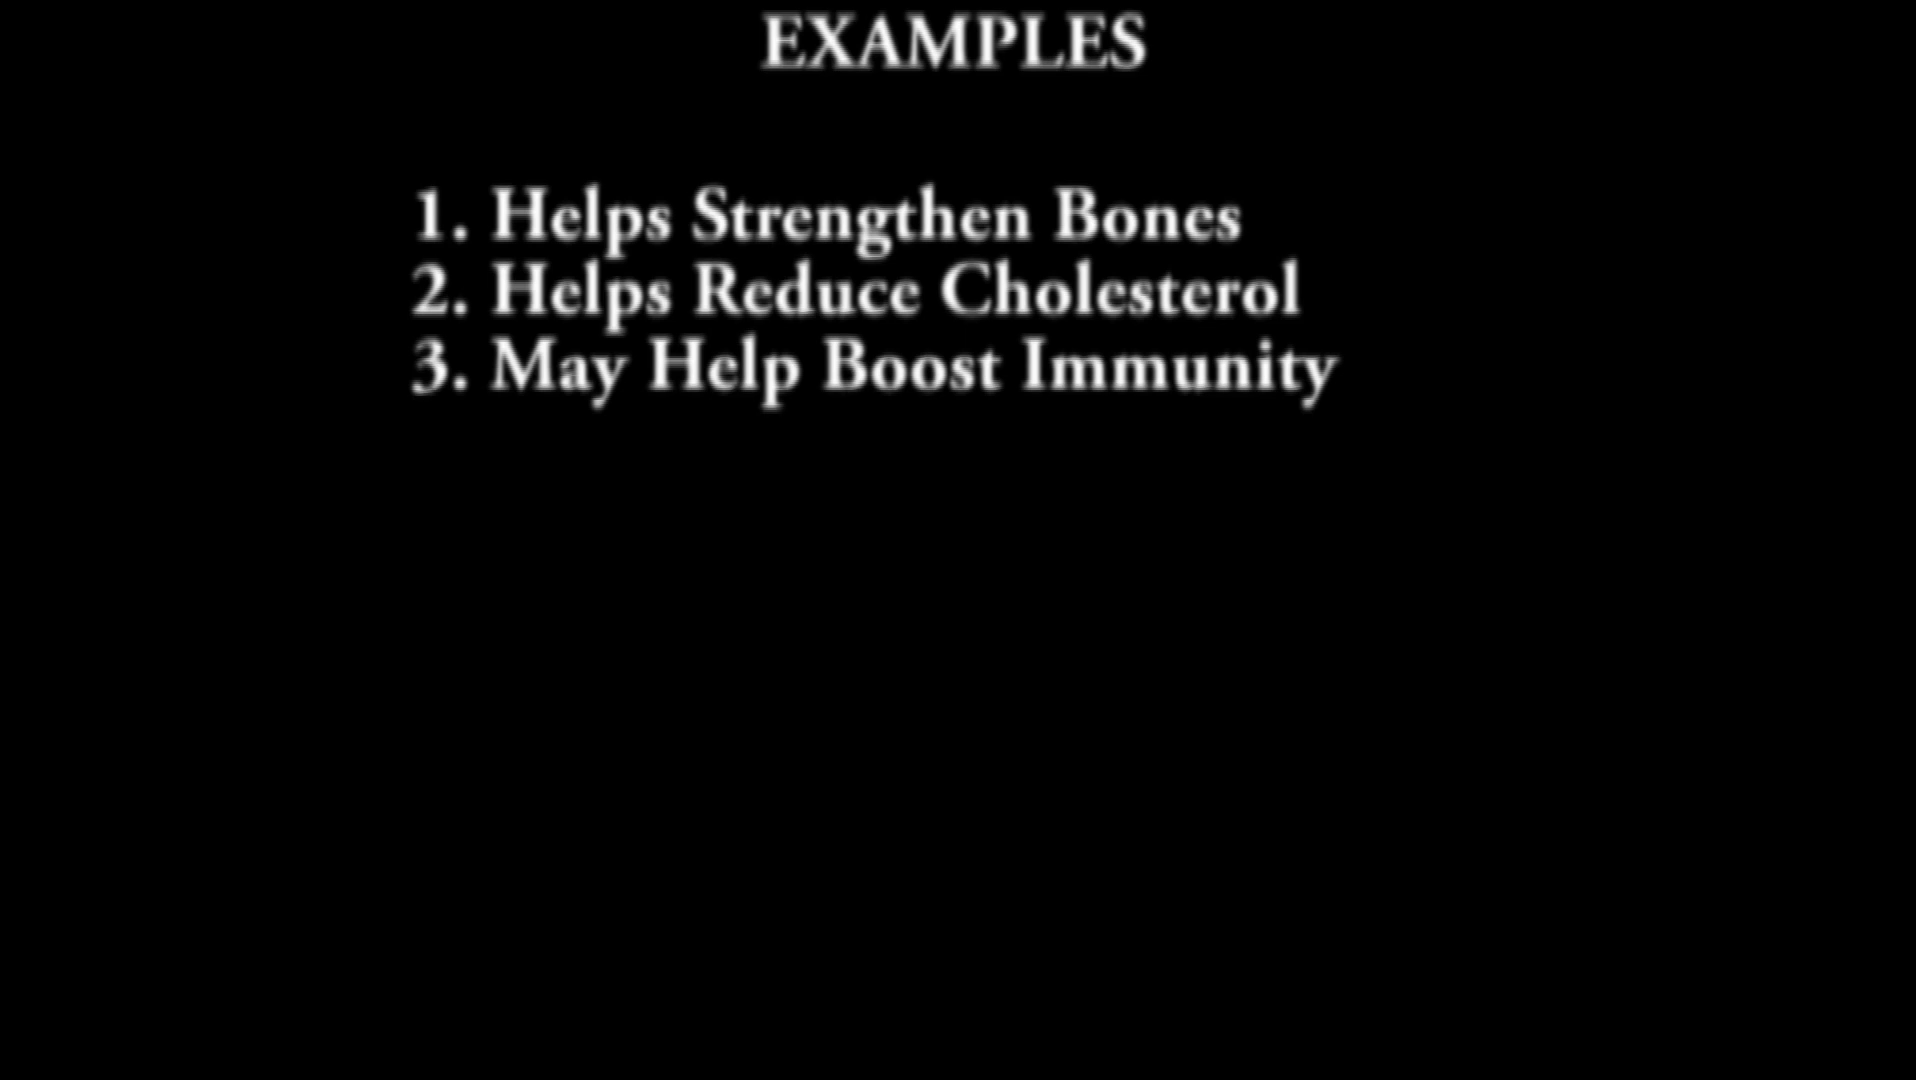 EXAMPLES
1. Helps Strengthen Bones
2. Helps Reduce Cholesterol
3. May Help Boost Immunity